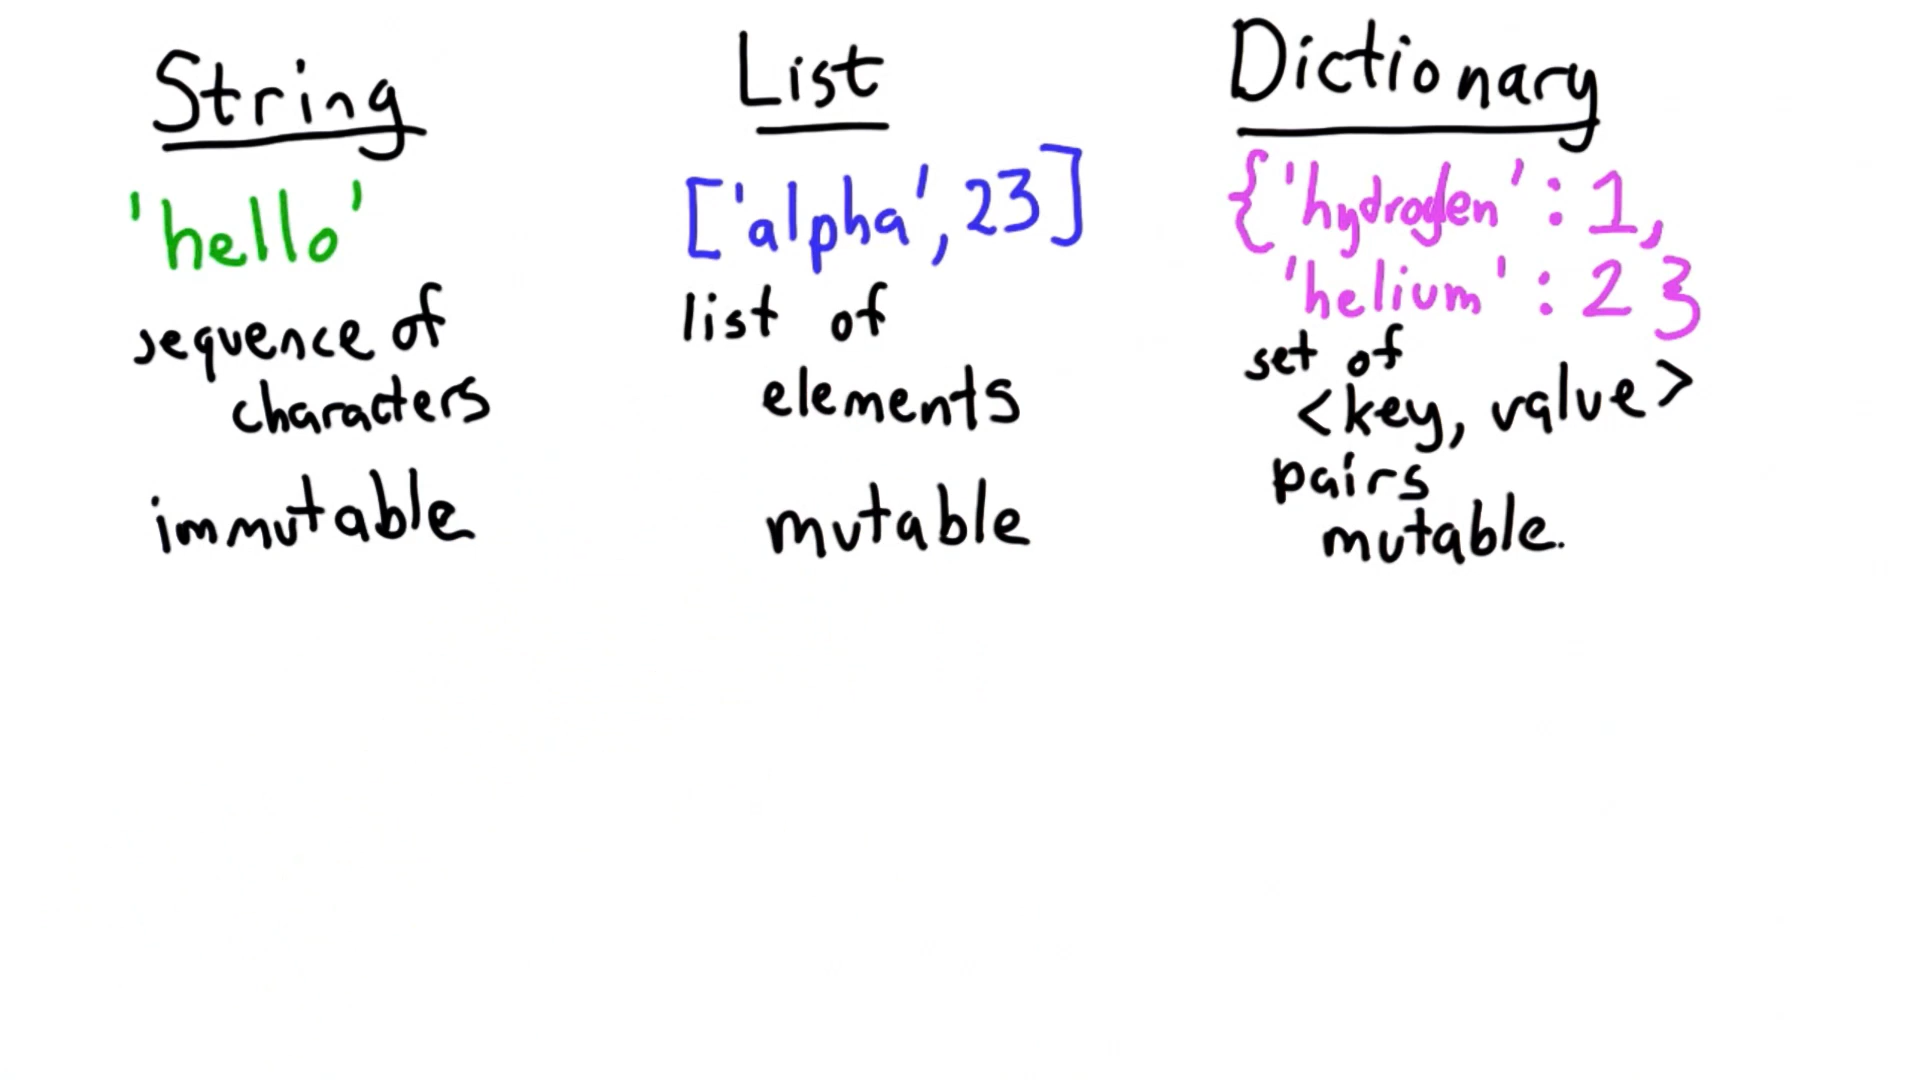 String
'hello'
sequence of
characters
immutable
List
['alpha', 23]
list of
elements
mutable
Dictionary
{'hydrogen' : 1,
'helium' : 2}
set of
<key, value>
pairs
mutable.